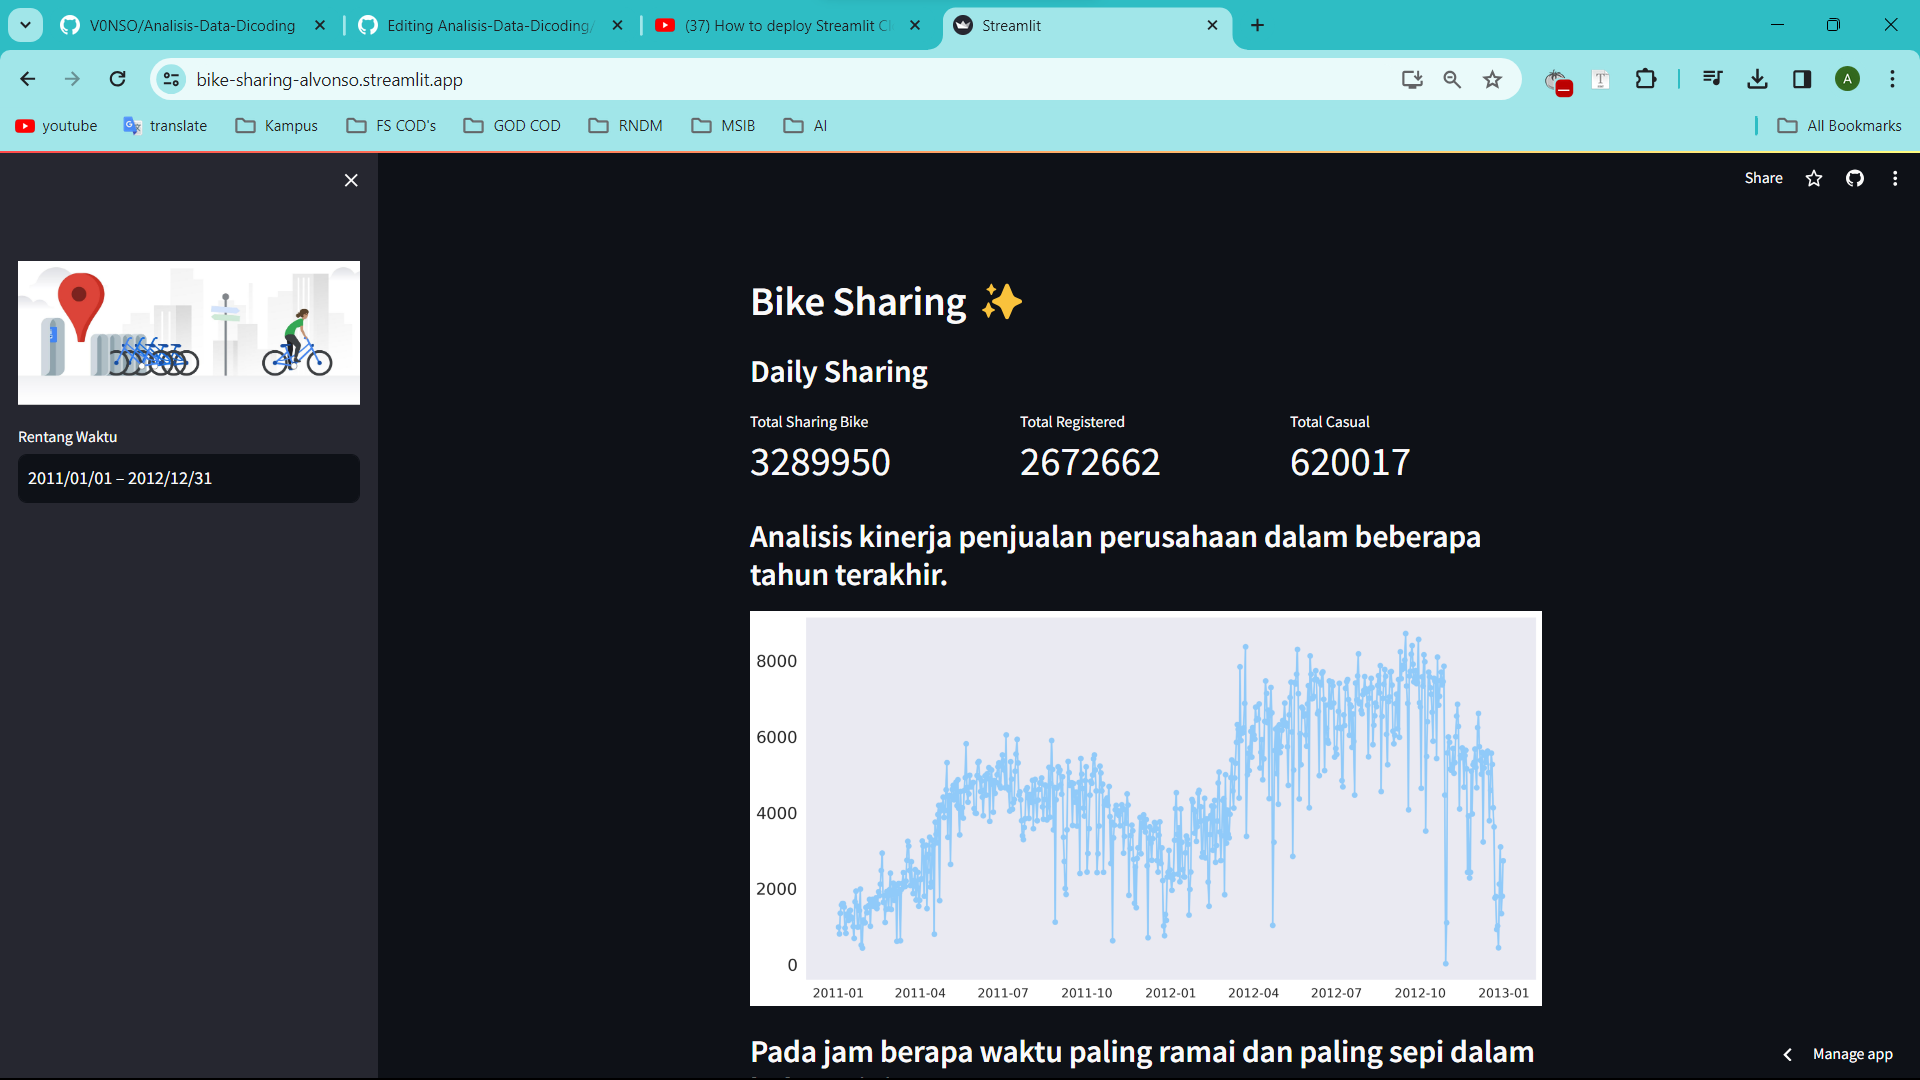 V0NSO/Analisis-Data-Dicoding
Editing Analisis-Data-Dicoding/
(37) How to deploy Streamlit Cl
Streamlit
bike-sharing-alvonso.streamlit.app
A
youtube
translate
Kampus
FS COD's
GOD COD
RNDM
MSIB
AI
All Bookmarks
Share
Rentang Waktu
2011/01/01 – 2012/12/31
Bike Sharing ✨
Daily Sharing
Total Sharing Bike
3289950
Total Registered
2672662
Total Casual
620017
Analisis kinerja penjualan perusahaan dalam beberapa
tahun terakhir.
8000
6000
4000
2000
0
2011-01 2011-04 2011-07 2011-10 2012-01 2012-04 2012-07 2012-10 2013-01
Pada jam berapa waktu paling ramai dan paling sepi dalam
Manage app